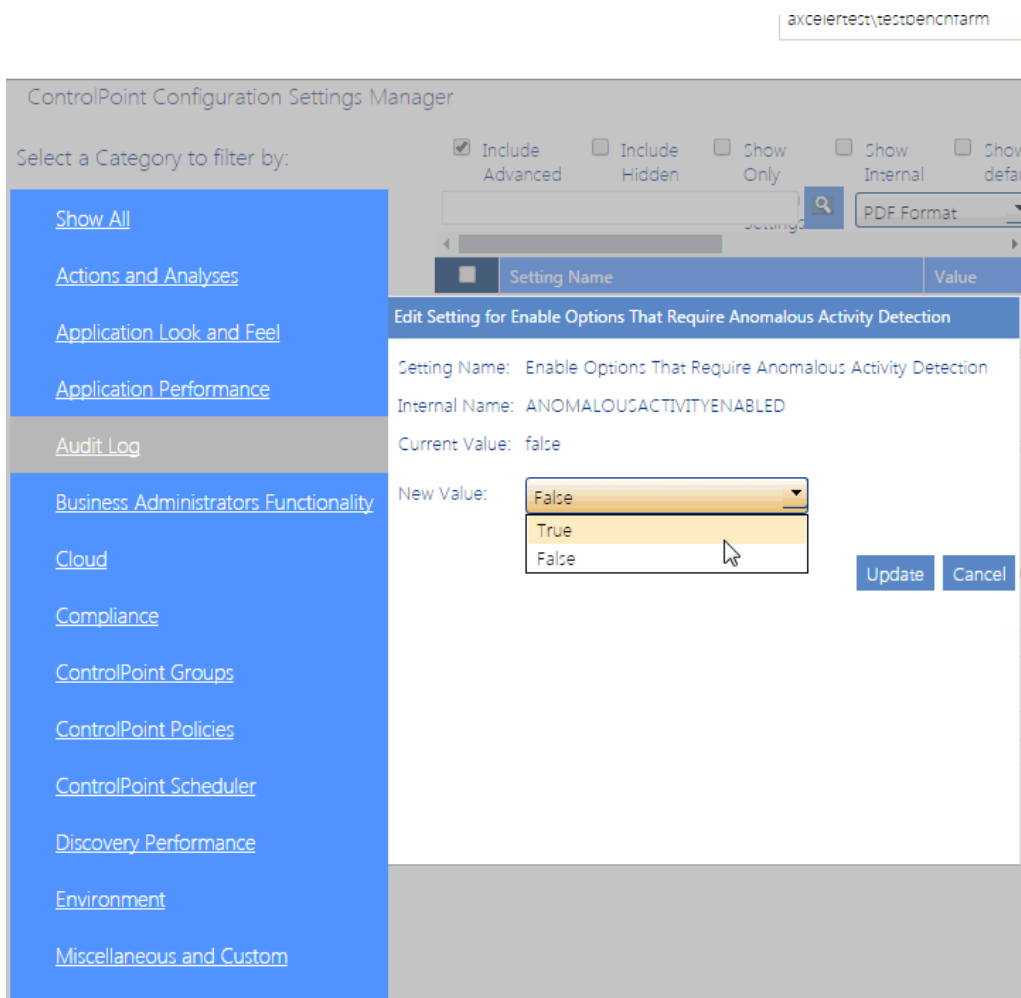 axcelertest\testbenchfarm
ControlPoint Configuration Settings Manager
Select a Category to filter by:
Include Advanced
Include Hidden
Show Only
Settings
Show Internal
Show
PDF Format
Setting Name
Value
Show All
Actions and Analyses
Application Look and Feel
Application Performance
Audit Log
Business Administrators Functionality
Cloud
Compliance
ControlPoint Groups
ControlPoint Policies
ControlPoint Scheduler
Discovery Performance
Environment
Miscellaneous and Custom
Edit Setting for Enable Options That Require Anomalous Activity Detection
Setting Name: Enable Options That Require Anomalous Activity Detection
Internal Name: ANOMALOUSACTIVITYENABLED
Current Value: false
New Value: False
True
False
Update Cancel